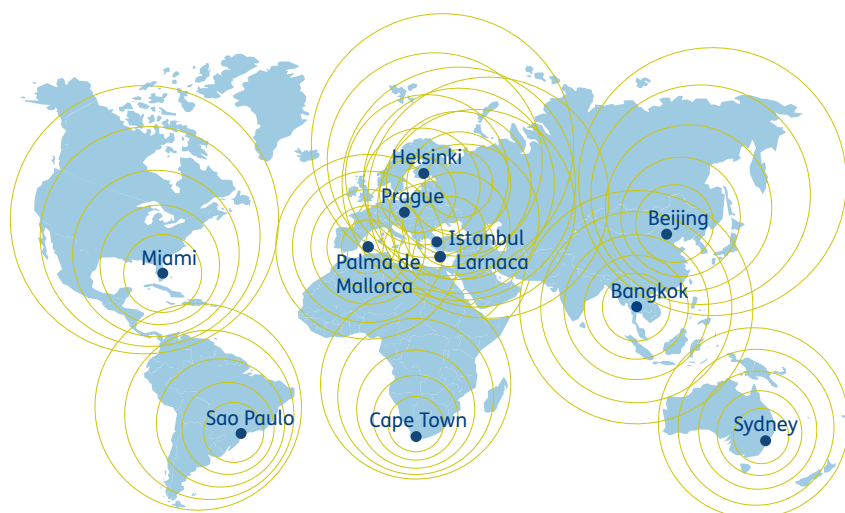 Helsinki
Prague
Istanbul
Beijing
Miami
Palma de
Mallorca
Larnaca
Bangkok
Sao Paulo
Cape Town
Sydney